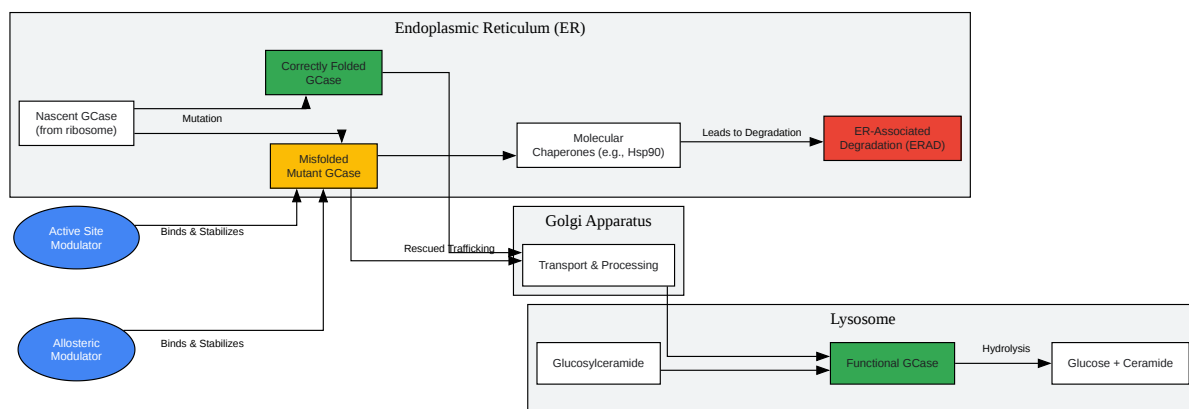 Endoplasmic Reticulum (ER)
Correctly Folded
GCase
Nascent GCase
(from ribosome)
Mutation
Misfolded
Mutant GCase
Molecular
Chaperones (e.g., Hsp90)
Leads to Degradation
ER-Associated
Degradation (ERAD)
Active Site
Modulator
Binds & Stabilizes
Golgi Apparatus
Rescued Trafficking
Transport & Processing
Allosteric
Modulator
Binds & Stabilizes
Lysosome
Glucosylceramide
Functional GCase
Hydrolysis
Glucose + Ceramide